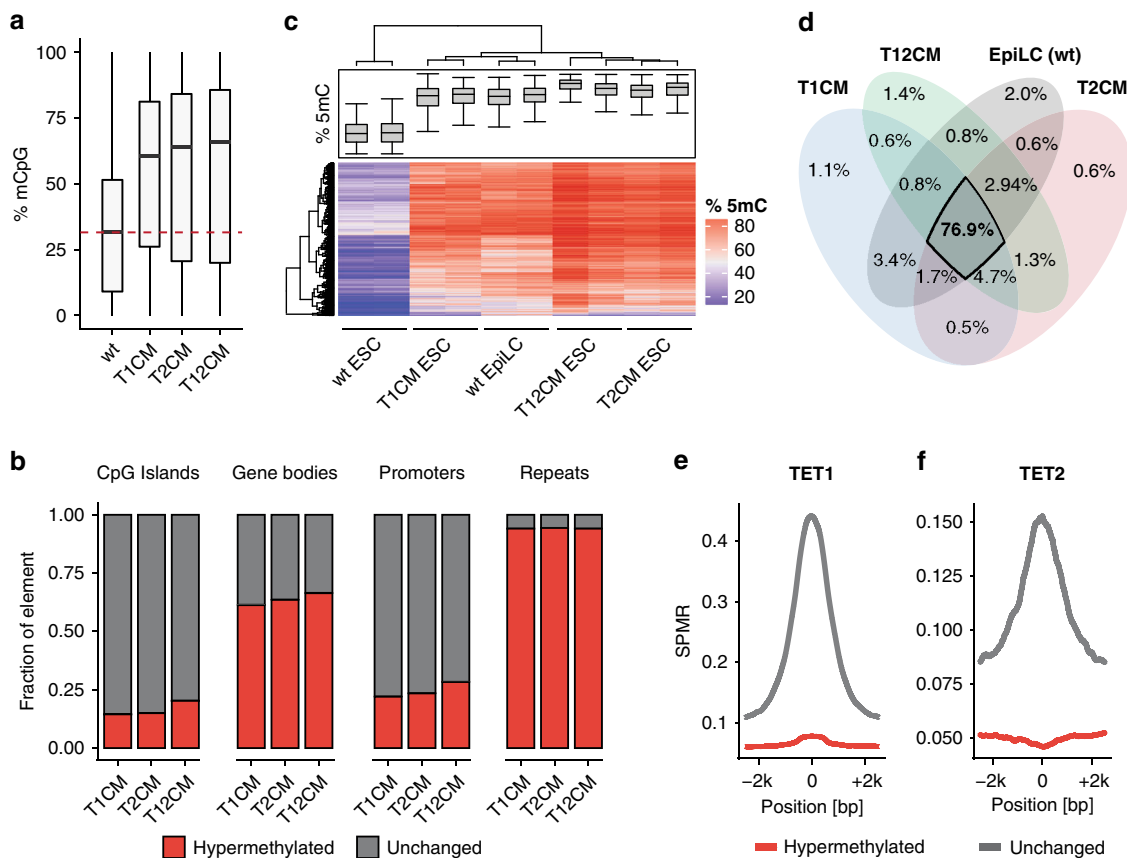 a
100
75
50
25
0
% mCpG
wt
T1CM
T2CM
T12CM
c
% 5mC
% 5mC
80
60
40
20
wt ESC
T1CM ESC
wt EpiLC
T12CM ESC
T2CM ESC
d
T12CM
EpiLC (wt)
T1CM
T2CM
1.4%
2.0%
0.6%
0.8%
0.6%
1.1%
0.8%
2.94%
0.6%
76.9%
3.4%
1.7%
4.7%
1.3%
0.5%
b
CpG Islands
Gene bodies
Promoters
Repeats
1.00
0.75
0.50
0.25
0.00
Fraction of element
T1CM
T2CM
T12CM
T1CM
T2CM
T12CM
T1CM
T2CM
T12CM
T1CM
T2CM
T12CM
Hypermethylated
Unchanged
e
TET1
0.4
0.3
0.2
0.1
SPMR
−2k
0
+2k
Position [bp]
f
TET2
0.150
0.125
0.100
0.075
0.050
−2k
0
+2k
Position [bp]
Hypermethylated
Unchanged